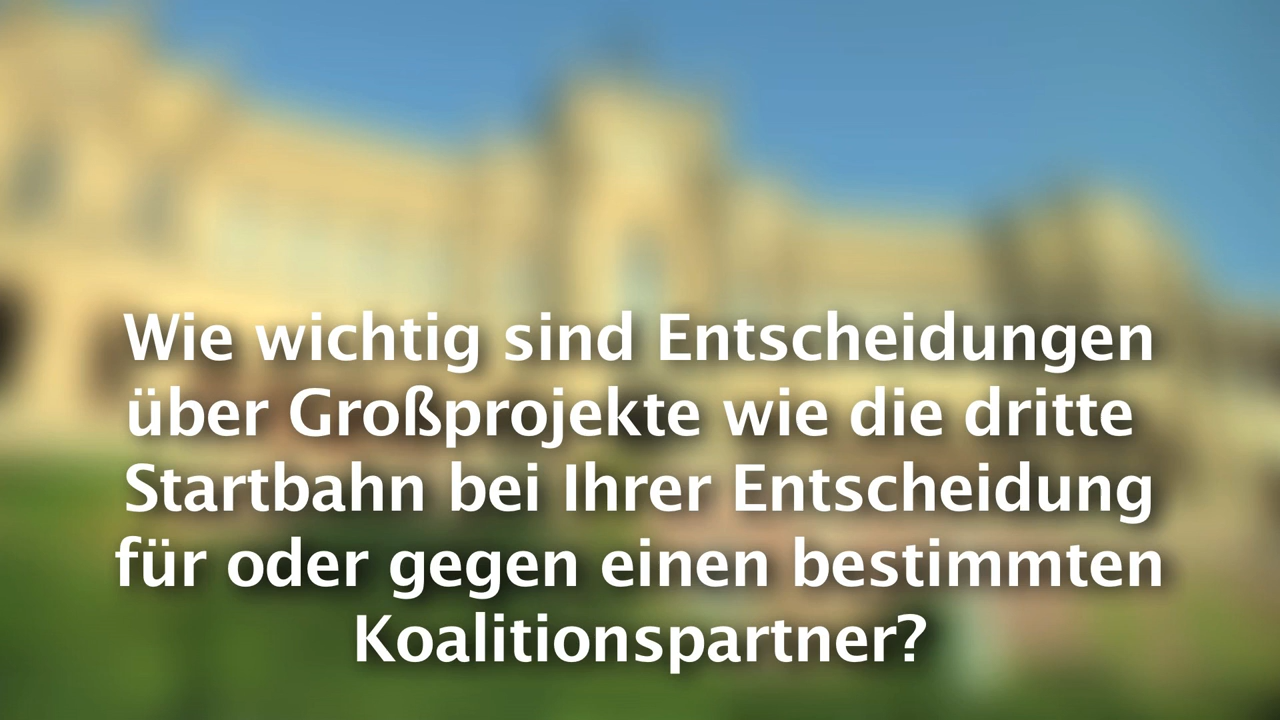 Wie wichtig sind Entscheidungen
über Großprojekte wie die dritte
Startbahn bei Ihrer Entscheidung
für oder gegen einen bestimmten
Koalitionspartner?